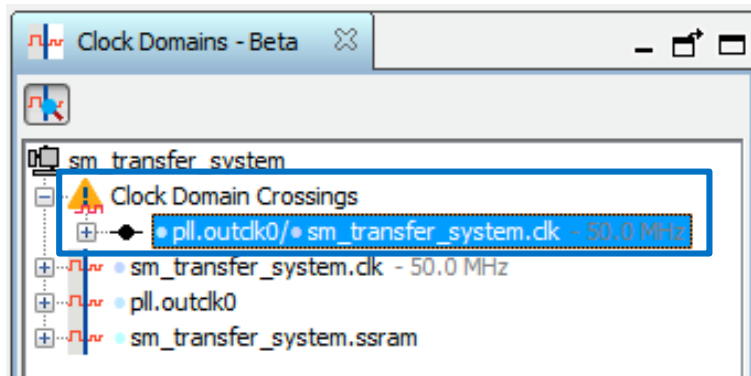 Clock Domains - Beta
sm_transfer_system
Clock Domain Crossings
pll.outclk0/ sm_transfer_system.clk - 50.0 MHz
sm_transfer_system.clk - 50.0 MHz
pll.outclk0
sm_transfer_system.ssram